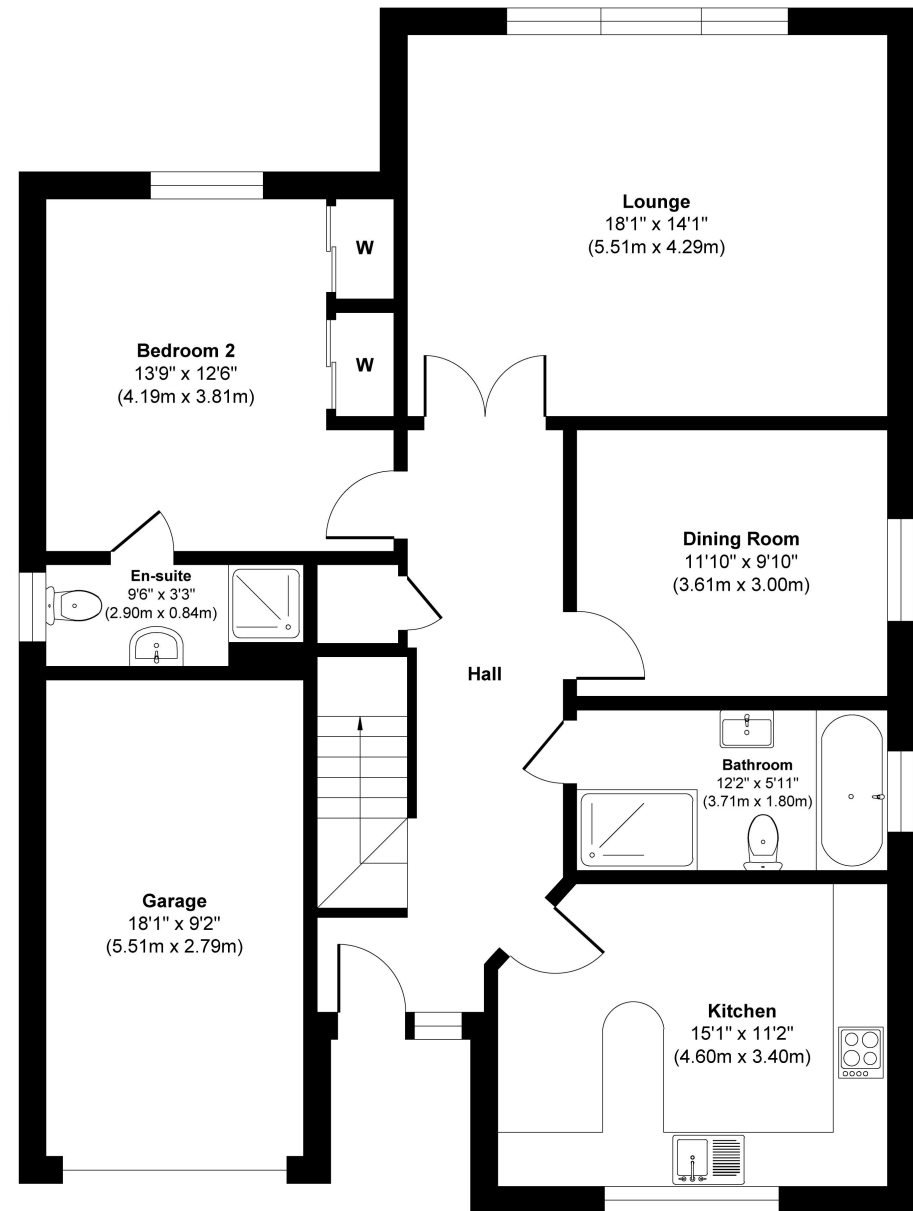 Lounge
18'1" x 14'1"
(5.51m x 4.29m)
W
W
Bedroom 2
13'9" x 12'6"
(4.19m x 3.81m)
Dining Room
11'10" x 9'10"
(3.61m x 3.00m)
En-suite
9'6" x 3'3"
(2.90m x 0.84m)
Hall
Bathroom
12'2" x 5'11"
(3.71m x 1.80m)
Garage
18'1" x 9'2"
(5.51m x 2.79m)
Kitchen
15'1" x 11'2"
(4.60m x 3.40m)